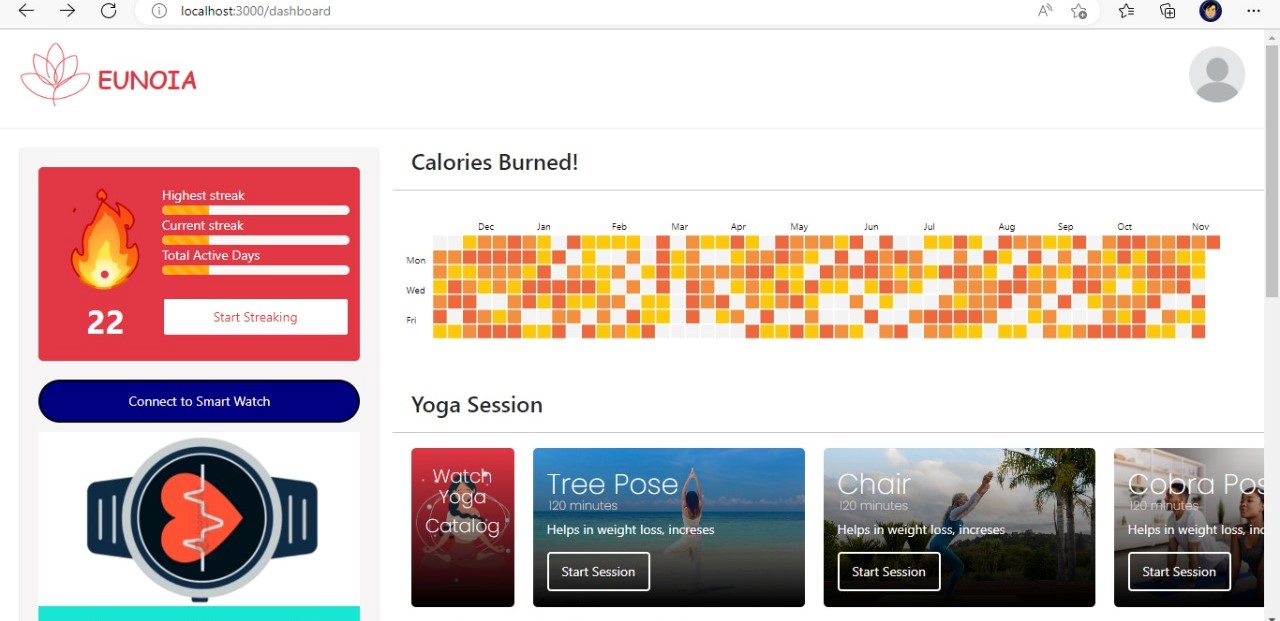 localhost:3000/dashboard
EUNOIA
Highest streak
Current streak
Total Active Days
22
Start Streaking
Connect to Smart Watch
Calories Burned!
Dec Jan Feb Mar Apr May Jun Jul Aug Sep Oct Nov
Mon
Wed
Fri
Yoga Session
Watch
Yoga
Catalog
Tree Pose
120 minutes
Helps in weight loss, increses
Start Session
Chair
120 minutes
Helps in weight loss, increses
Start Session
Cobra Pos
120 minutes
Helps in weight loss, inc
Start Session